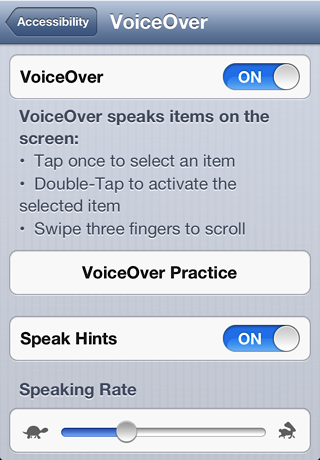 Accessibility VoiceOver
VoiceOver ON
VoiceOver speaks items on the
screen:
• Tap once to select an item
• Double-Tap to activate the
selected item
• Swipe three fingers to scroll
VoiceOver Practice
Speak Hints ON
Speaking Rate